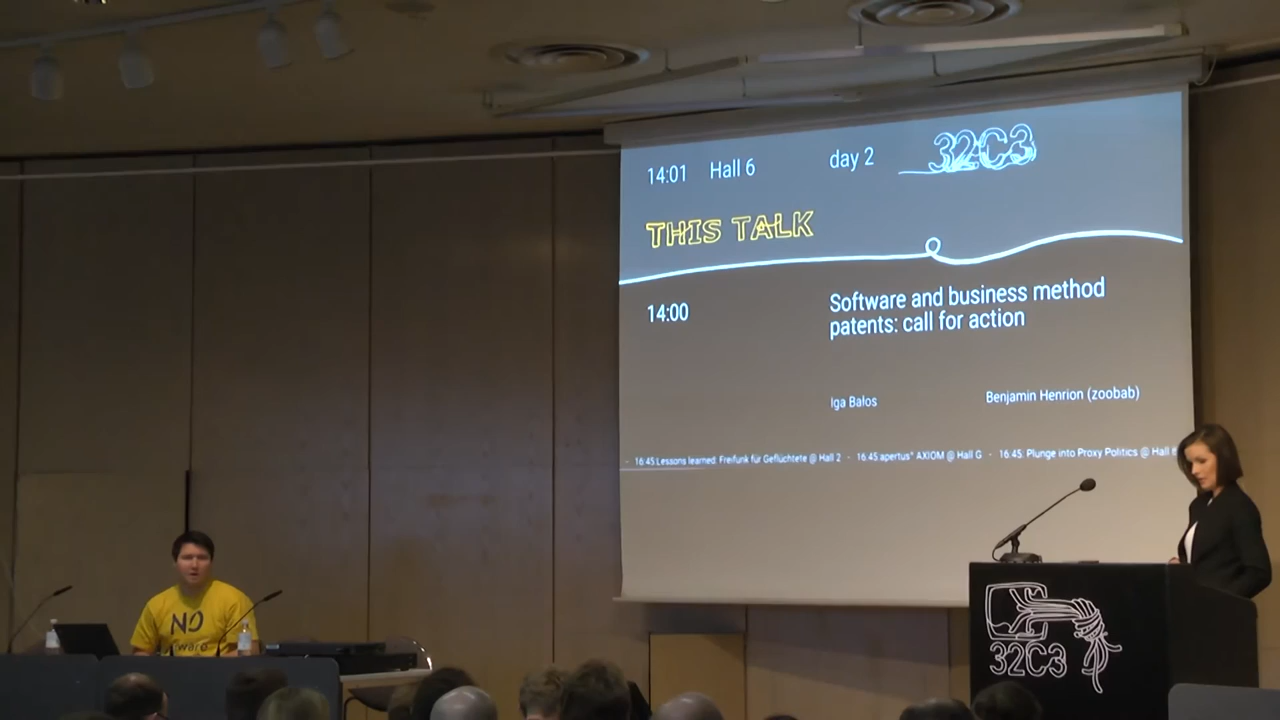 14:01 Hall 6 day 2 32C3
THIS TALK
14:00
Software and business method
patents: call for action
Iga Bałos
Benjamin Henrion (zoobab)
- 16:45 Lessons learned: Freifunk für Geflüchtete @ Hall 2 - 16:45 apertus° AXIOM @ Hall G - 16:45: Plunge into Proxy Politics @ Hall
NO
32C3